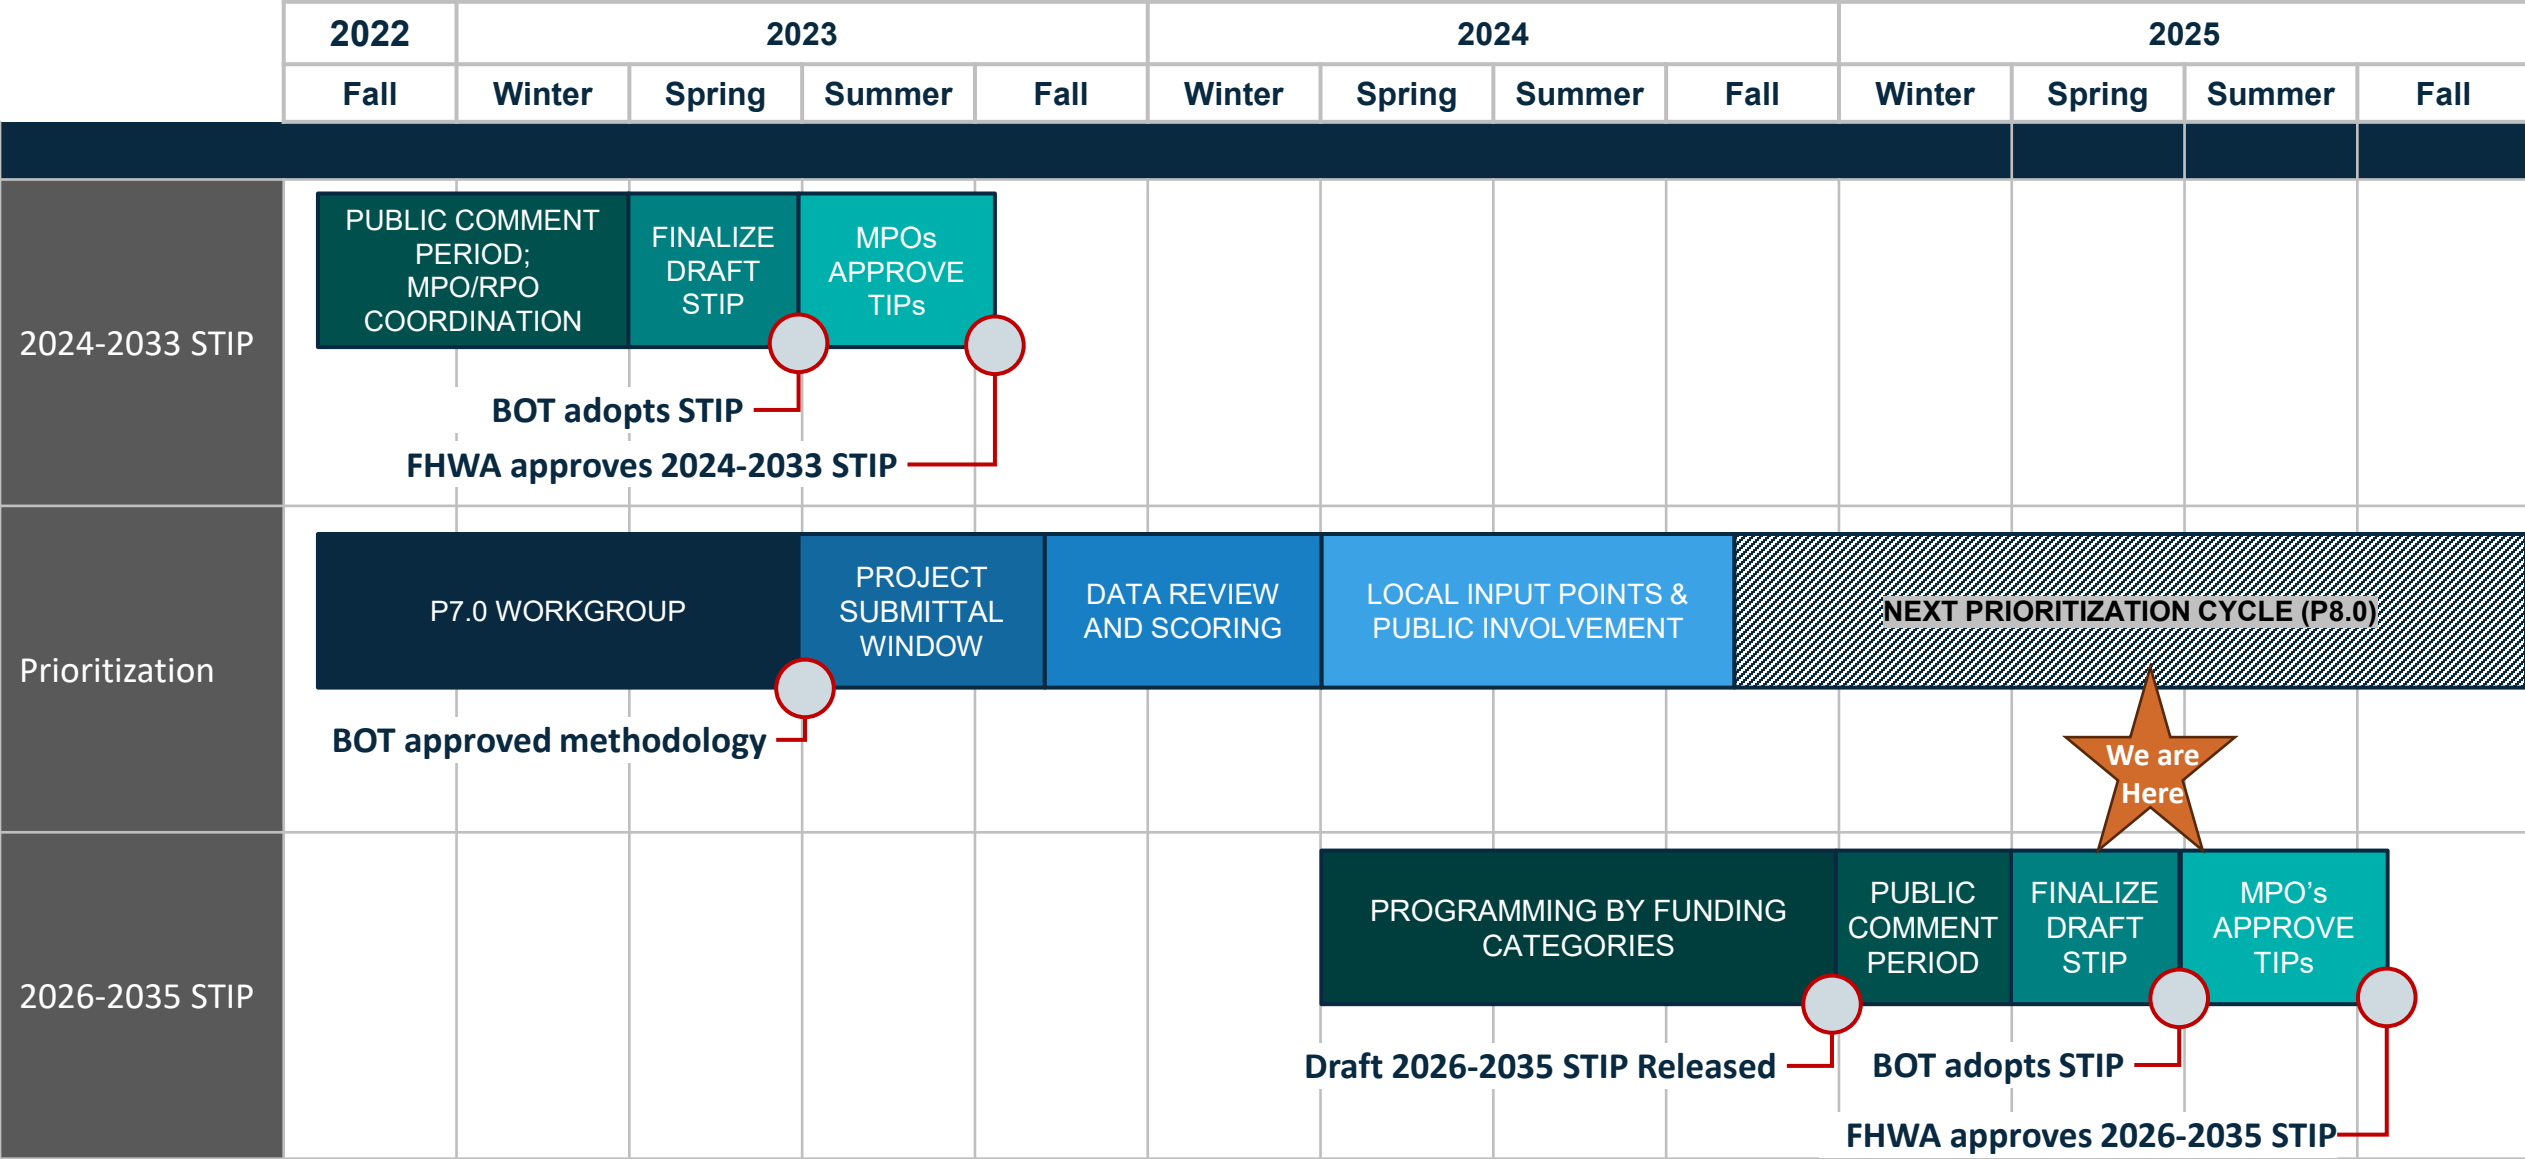 2022
2023
2024
2025
Fall
Winter
Spring
Summer
Fall
Winter
Spring
Summer
Fall
Winter
Spring
Summer
Fall
2024-2033 STIP
PUBLIC COMMENT
PERIOD;
MPO/RPO
COORDINATION
FINALIZE
DRAFT
STIP
MPOs
APPROVE
TIPs
BOT adopts STIP
FHWA approves 2024-2033 STIP
Prioritization
P7.0 WORKGROUP
PROJECT
SUBMITTAL
WINDOW
DATA REVIEW
AND SCORING
LOCAL INPUT POINTS &
PUBLIC INVOLVEMENT
NEXT PRIORITIZATION CYCLE (P8.0)
BOT approved methodology
We are
Here
2026-2035 STIP
PROGRAMMING BY FUNDING
CATEGORIES
PUBLIC
COMMENT
PERIOD
FINALIZE
DRAFT
STIP
MPO’s
APPROVE
TIPs
Draft 2026-2035 STIP Released
BOT adopts STIP
FHWA approves 2026-2035 STIP